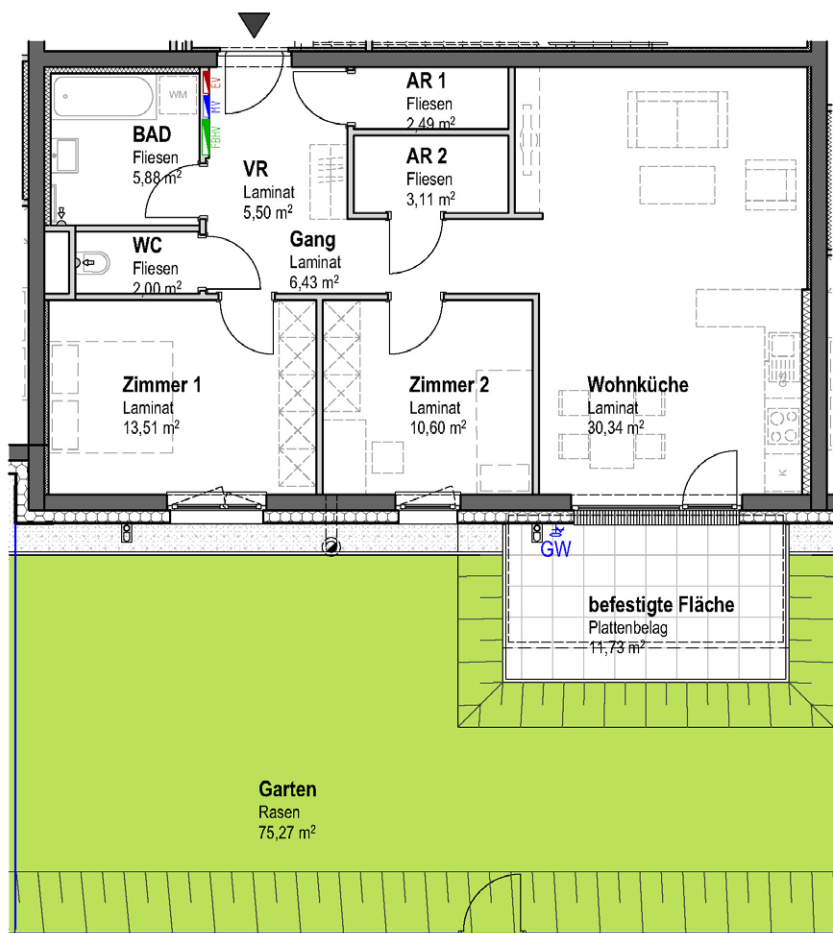 EV
MV
FBHV
WM
BAD
Fliesen
5,88 m²
AR 1
Fliesen
2,49 m²
AR 2
Fliesen
3,11 m²
VR
Laminat
5,50 m²
WC
Fliesen
2,00 m²
Gang
Laminat
6,43 m²
Zimmer 1
Laminat
13,51 m²
Zimmer 2
Laminat
10,60 m²
Wohnküche
Laminat
30,34 m²
GS
K
GW
befestigte Fläche
Plattenbelag
11,73 m²
Garten
Rasen
75,27 m²